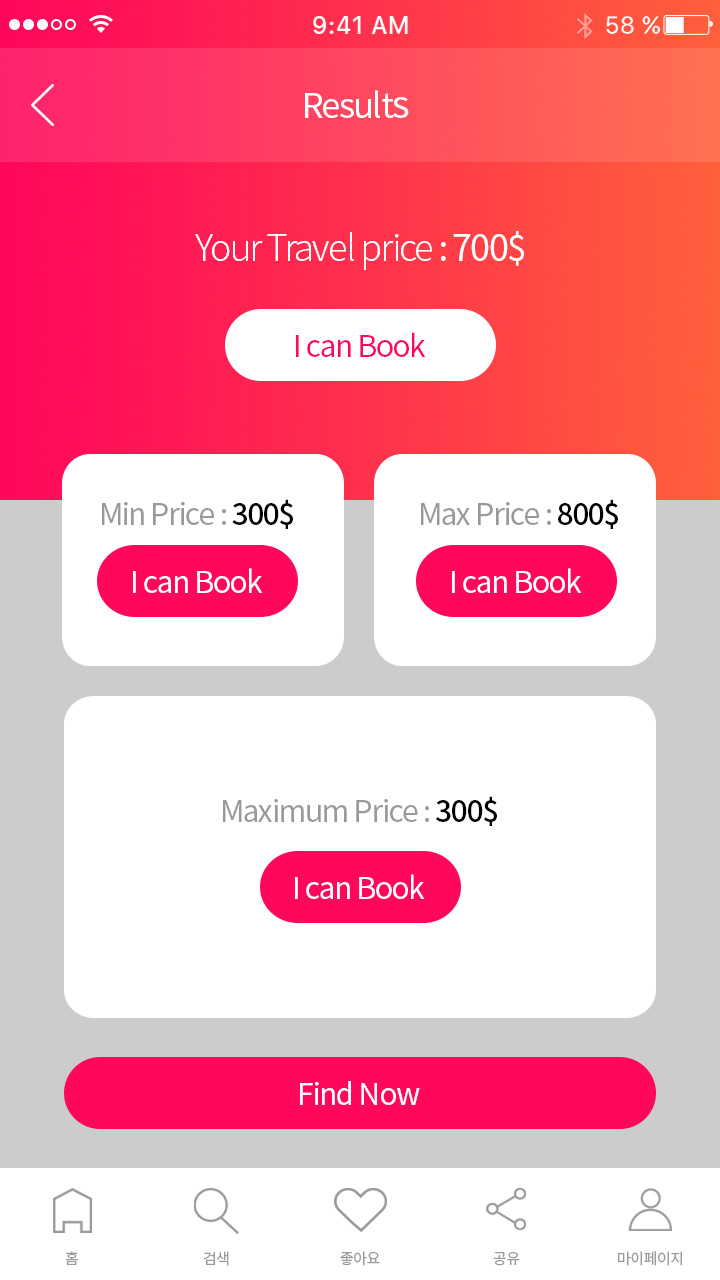 9:41 AM 58 %
Results
Your Travel price : 700$
I can Book
Min Price : 300$ Max Price : 800$
I can Book I can Book
Maximum Price : 300$
I can Book
Find Now
홈 검색 좋아요 공유 마이페이지